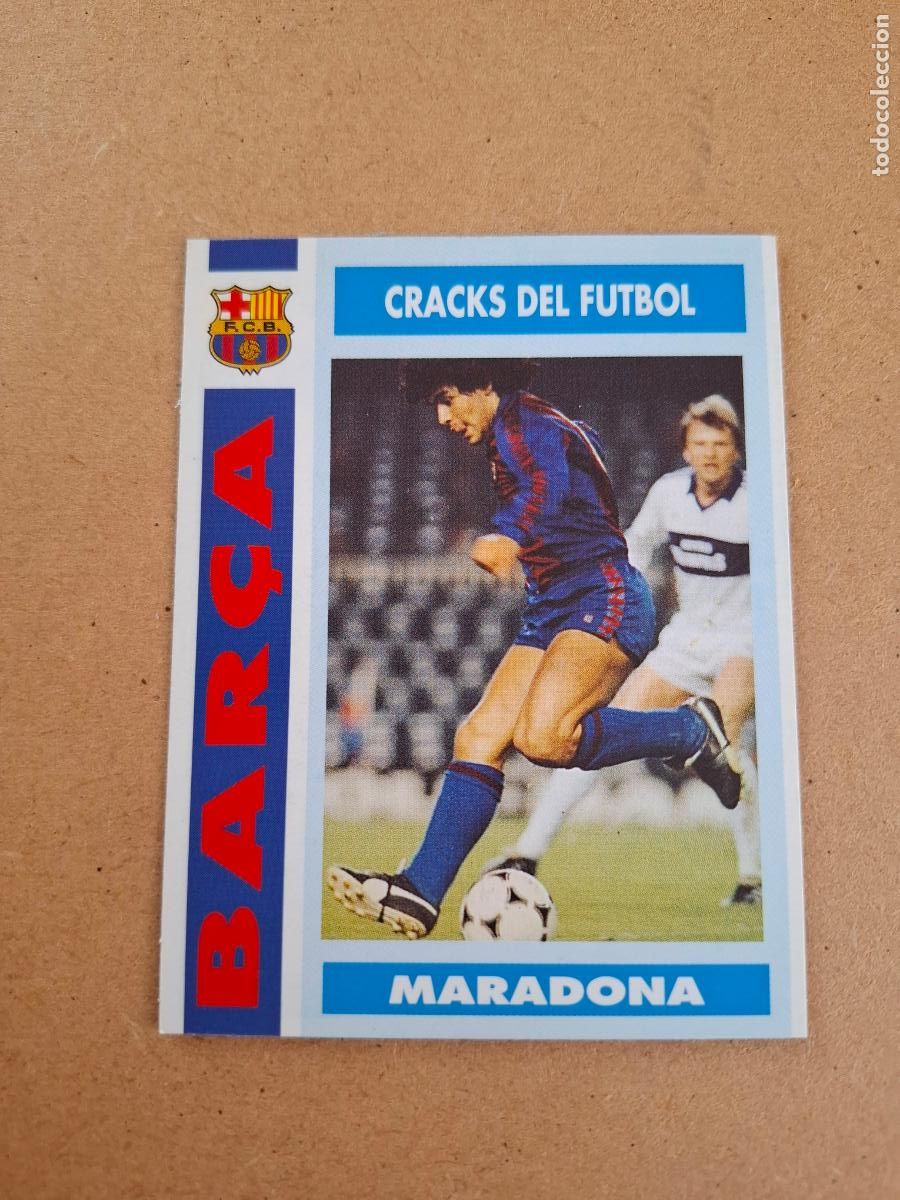 todocoleccion
CRACKS DEL FUTBOL
F.C.B.
BARÇA
MARADONA